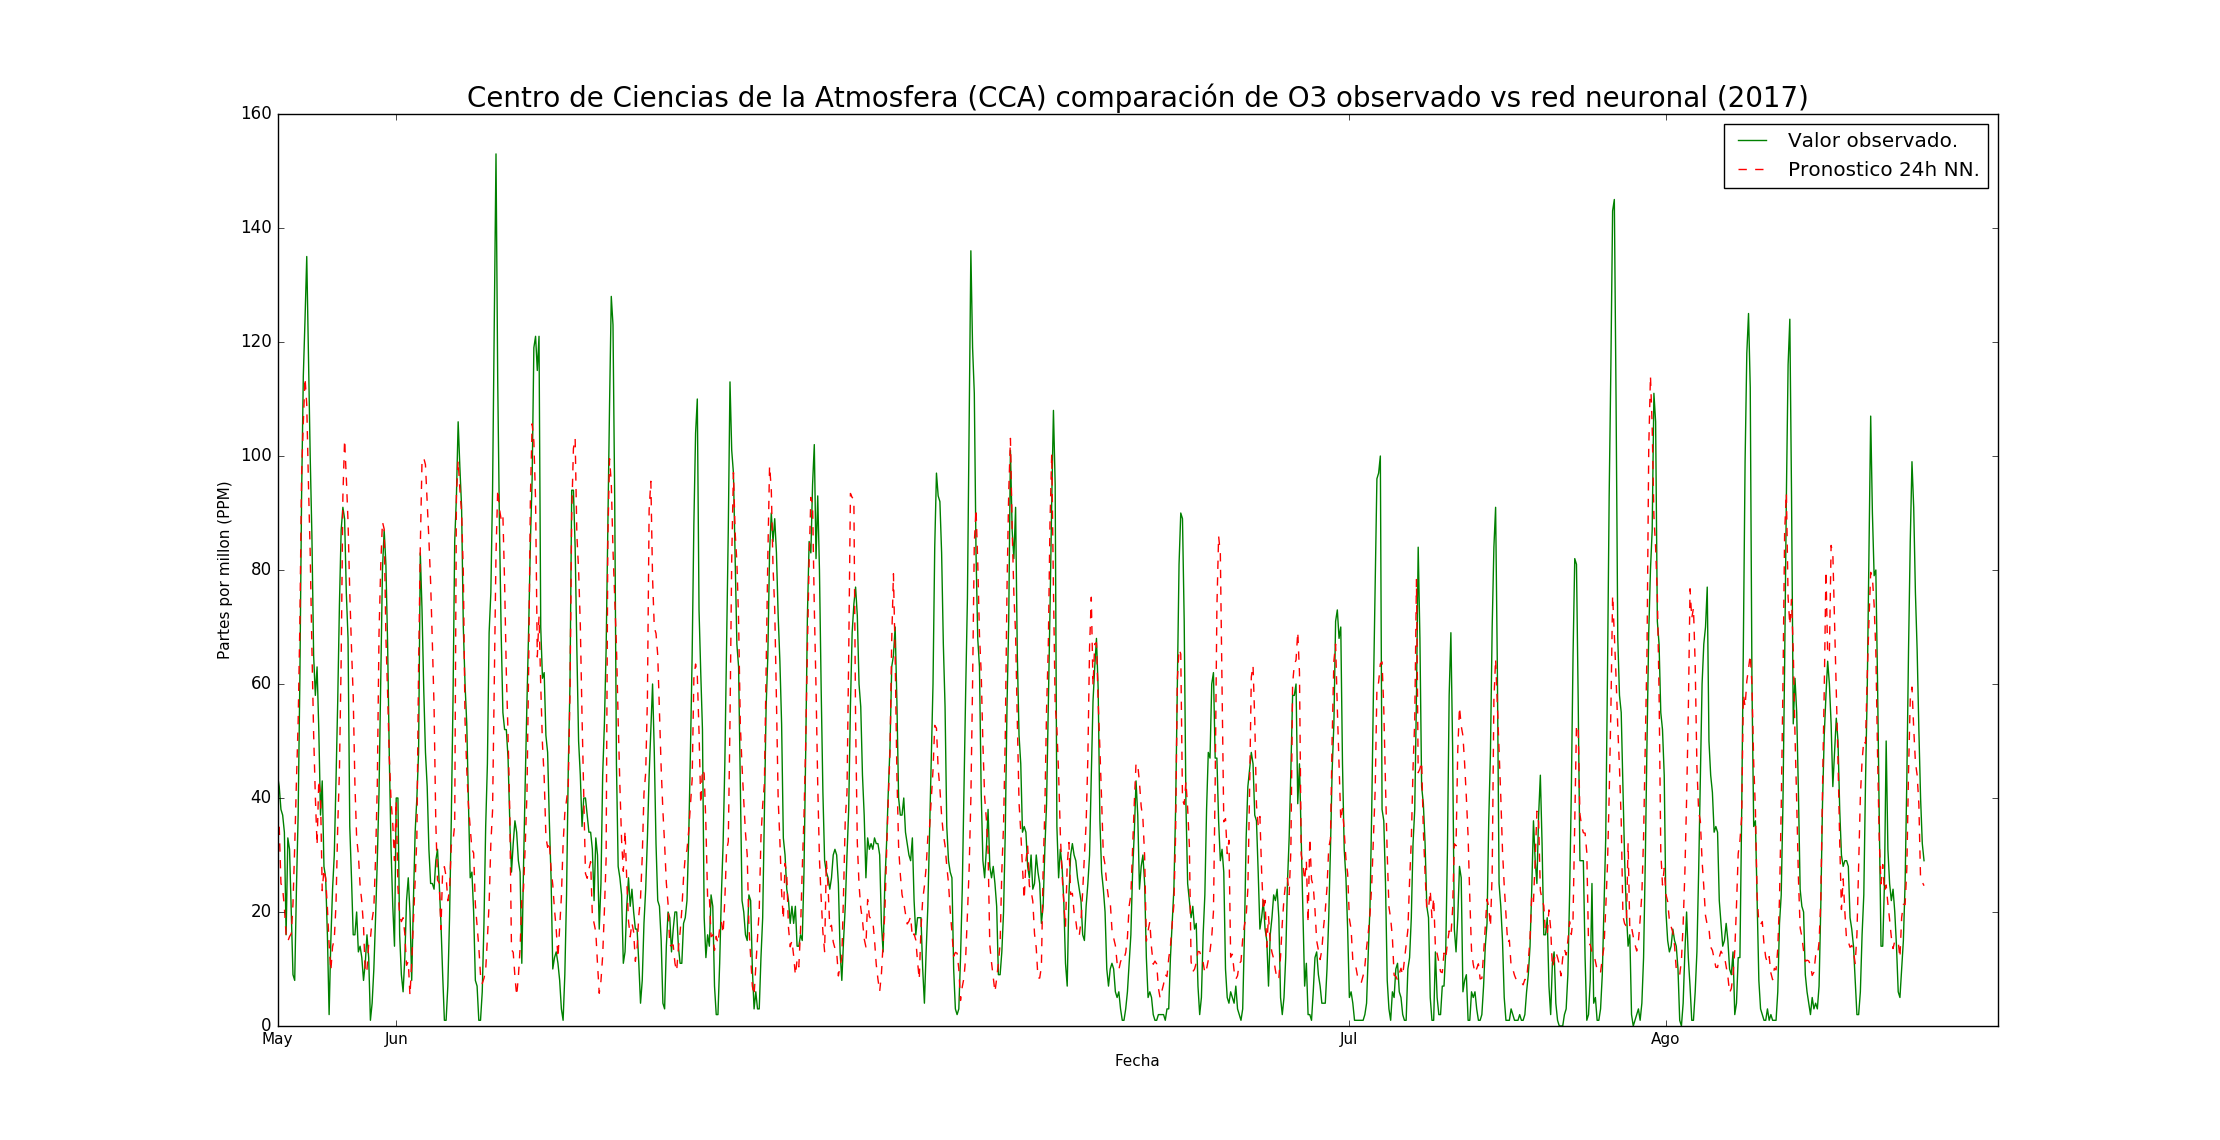 Centro de Ciencias de la Atmosfera (CCA) comparación de O3 observado vs red neuronal (2017)
Valor observado.
Pronostico 24h NN.
Partes por millon (PPM)
160
140
120
100
80
60
40
20
0
May Jun Jul Ago
Fecha